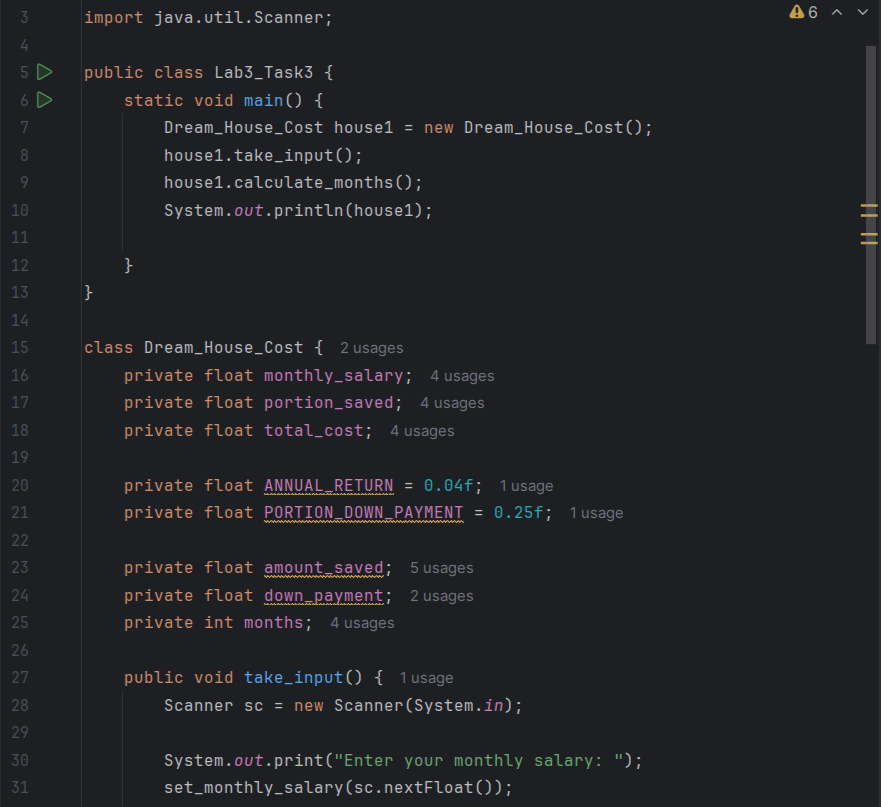 6
3 import java.util.Scanner;
4
5 public class Lab3_Task3 {
6 static void main() {
7 Dream_House_Cost house1 = new Dream_House_Cost();
8 house1.take_input();
9 house1.calculate_months();
10 System.out.println(house1);
11
12 }
13 }
14
15 class Dream_House_Cost { 2 usages
16 private float monthly_salary; 4 usages
17 private float portion_saved; 4 usages
18 private float total_cost; 4 usages
19
20 private float ANNUAL_RETURN = 0.04f; 1 usage
21 private float PORTION_DOWN_PAYMENT = 0.25f; 1 usage
22
23 private float amount_saved; 5 usages
24 private float down_payment; 2 usages
25 private int months; 4 usages
26
27 public void take_input() { 1 usage
28 Scanner sc = new Scanner(System.in);
29
30 System.out.print("Enter your monthly salary: ");
31 set_monthly_salary(sc.nextFloat());